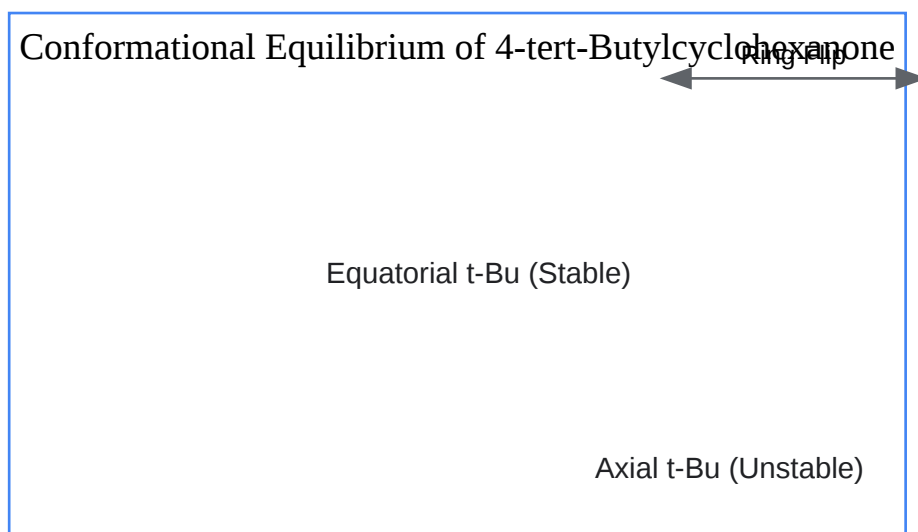 Conformational Equilibrium of 4-tert-Butylcyclohexanone
Ring Flip
Equatorial t-Bu (Stable)
Axial t-Bu (Unstable)